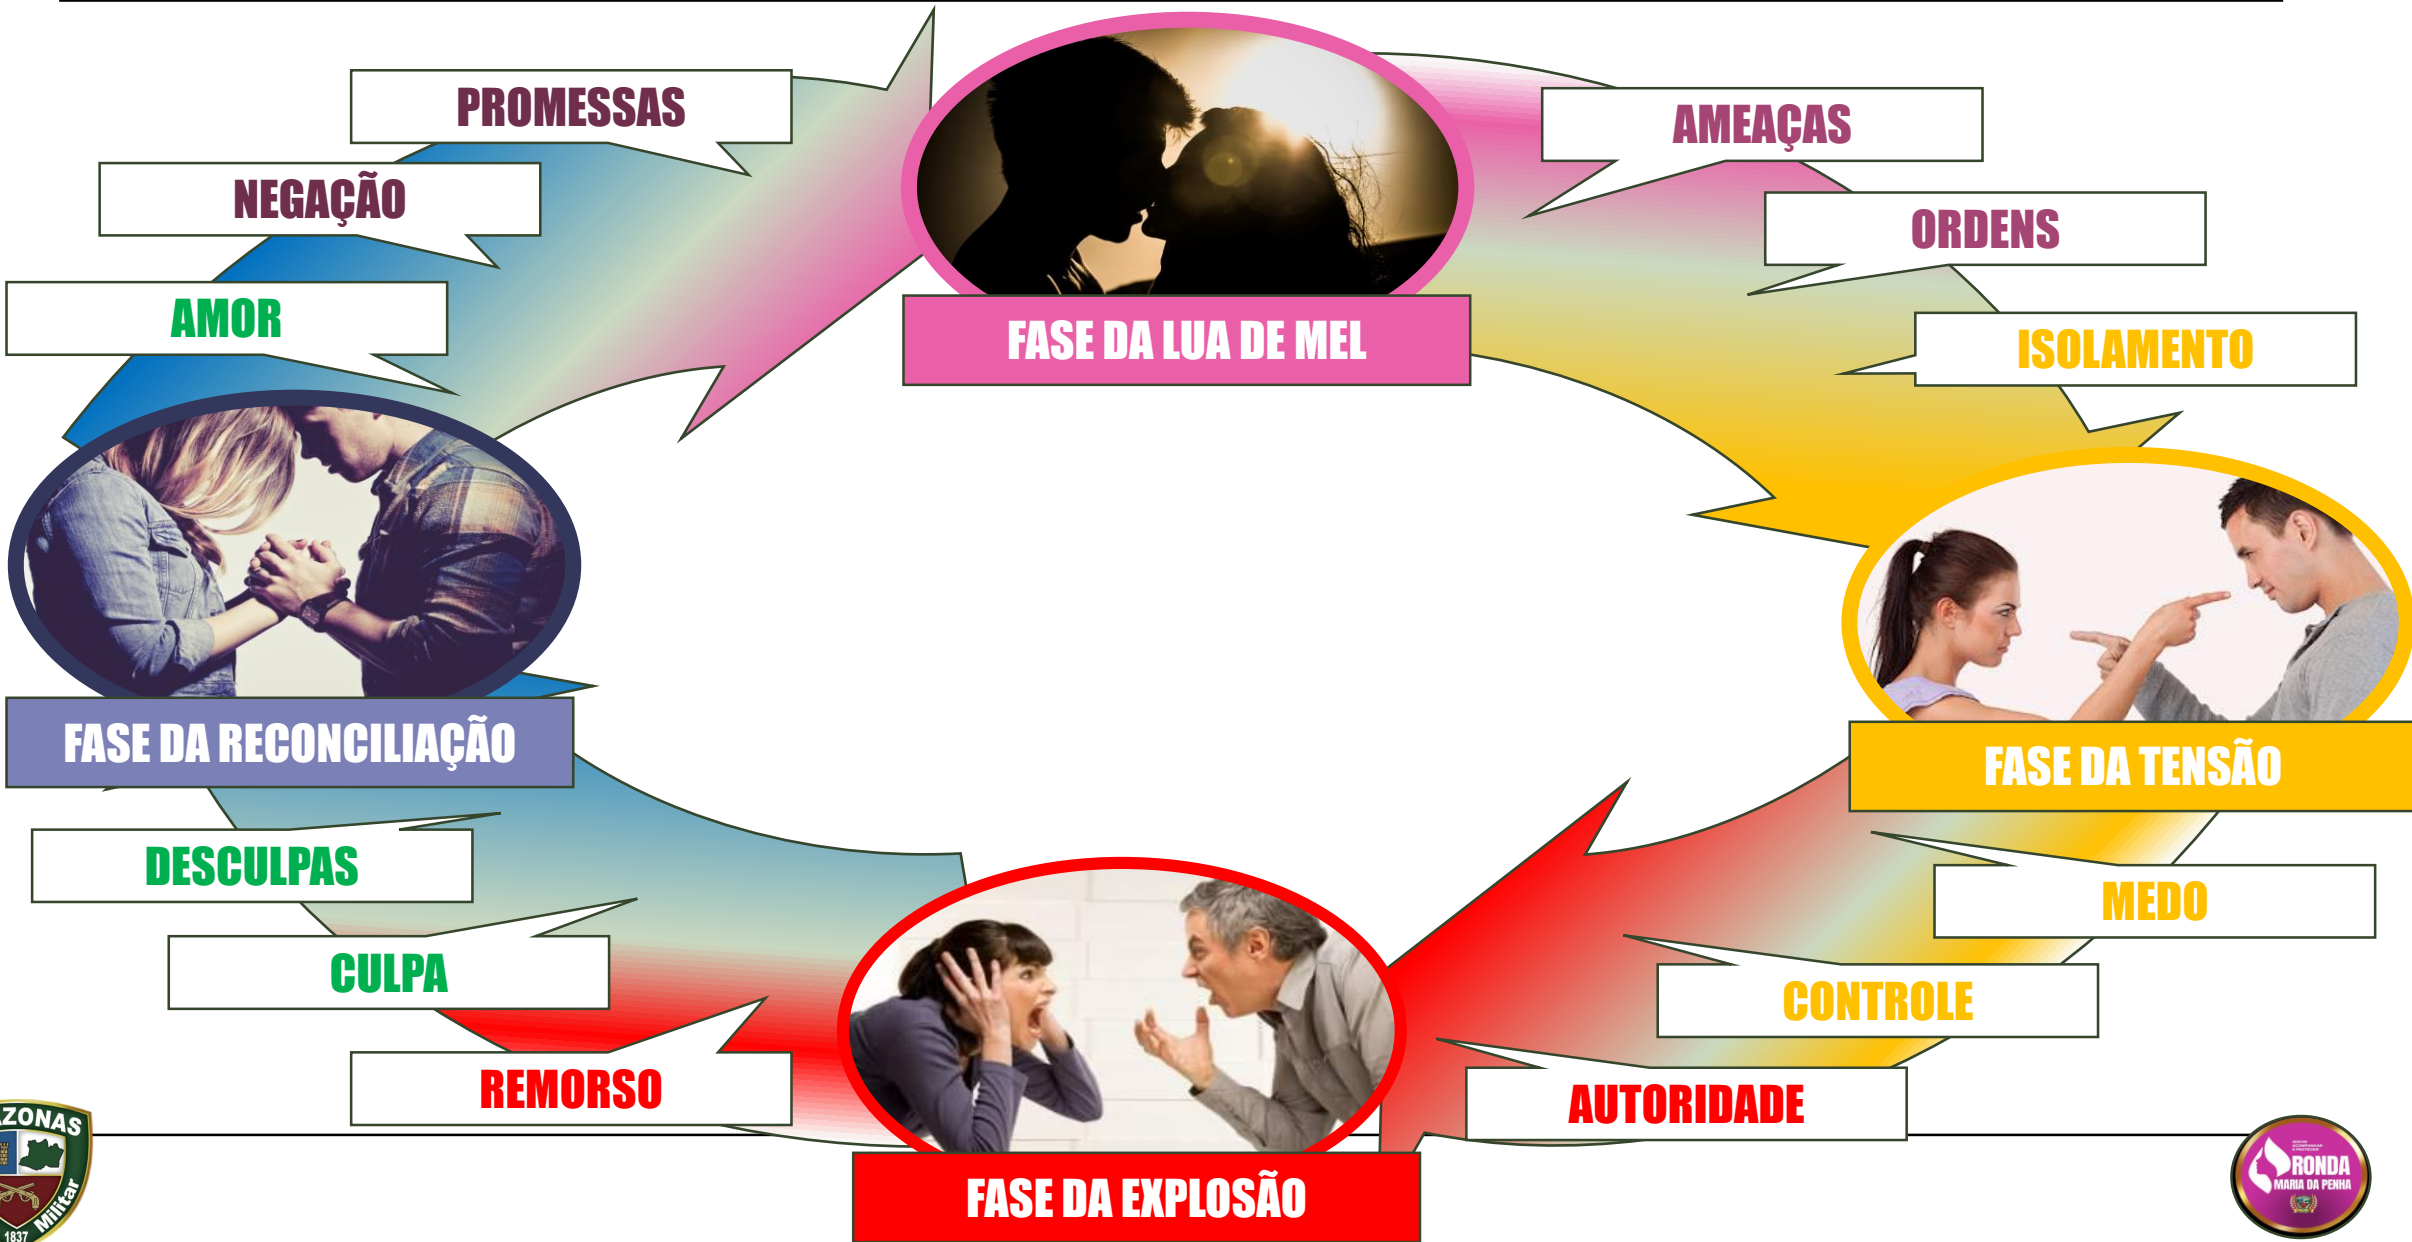 PROMESSAS
NEGAÇÃO
AMOR
FASE DA LUA DE MEL
AMEAÇAS
ORDENS
ISOLAMENTO
FASE DA RECONCILIAÇÃO
FASE DA TENSÃO
DESCULPAS
CULPA
REMORSO
MEDO
CONTROLE
AUTORIDADE
FASE DA EXPLOSÃO
AZONAS
Militar
1837
RONDA
MARIA DA PENHA